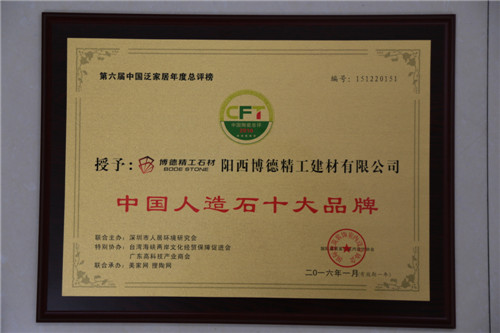 第六届中国泛家居年度总评榜
编号：151220151
CFT
授予：博德精工石材 BODE STONE 阳西博德精工建材有限公司
中国人造石十大品牌
联合主办：深圳市人居环境研究会
特别协办：台湾海峡两岸文化经贸保障促进会
广东高科技产业商会
联合承办：美家网 搜陶网
二〇一六年一月